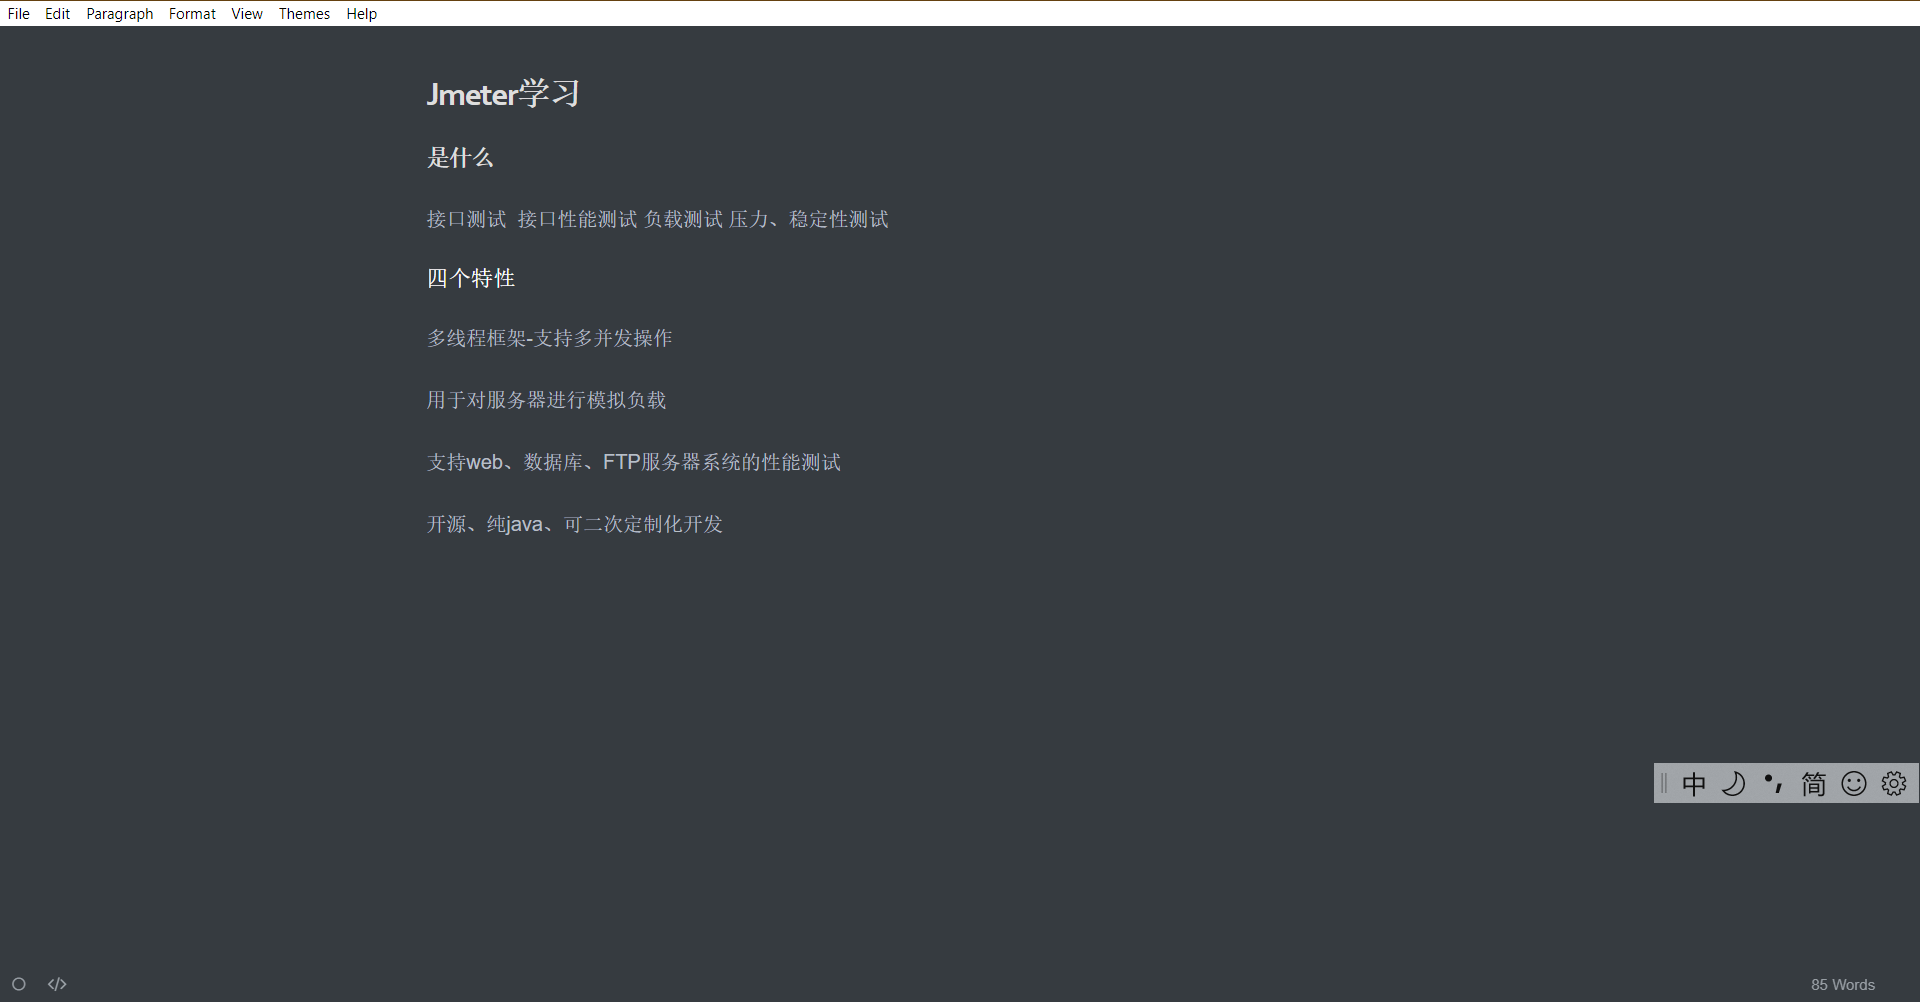 File Edit Paragraph Format View Themes Help
Jmeter学习
是什么
接口测试  接口性能测试 负载测试 压力、稳定性测试
四个特性
多线程框架-支持多并发操作
用于对服务器进行模拟负载
支持web、数据库、FTP服务器系统的性能测试
开源、纯java、可二次定制化开发
中 简
85 Words